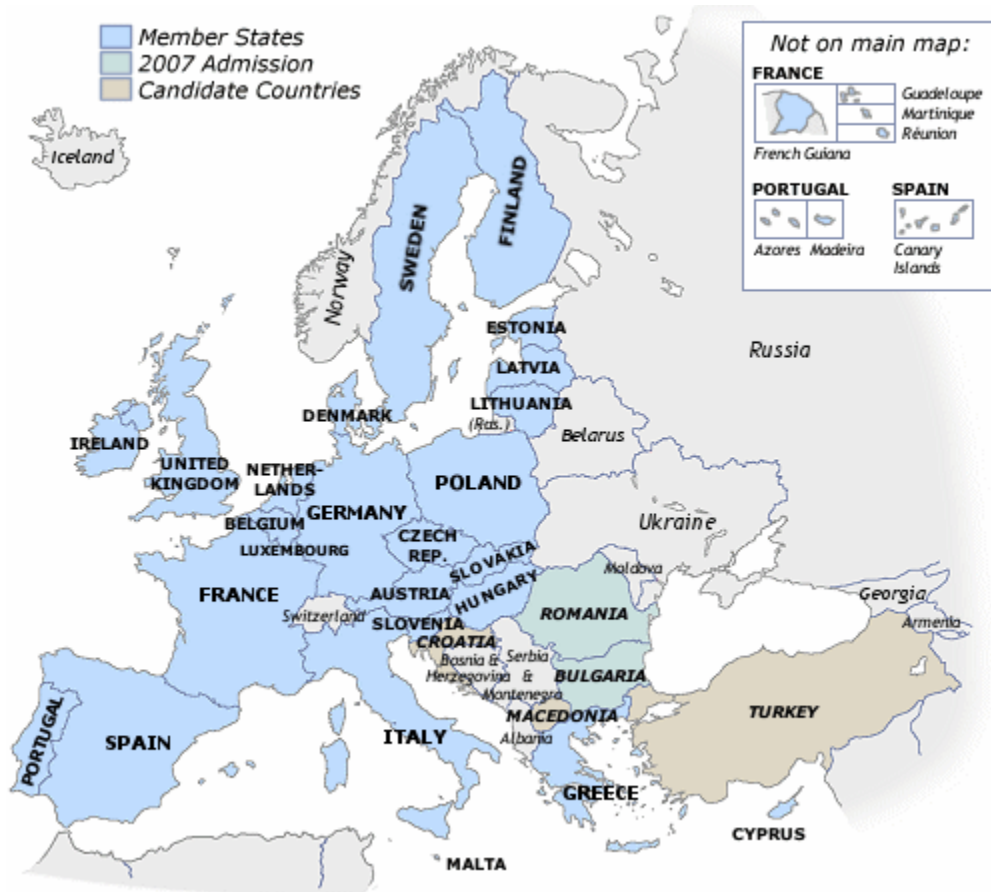 Member States
2007 Admission
Candidate Countries
Not on main map:
FRANCE
Guadeloupe
Martinique
Réunion
French Guiana
PORTUGAL
SPAIN
Azores
Madeira
Canary
Islands
Iceland
Norway
SWEDEN
FINLAND
Russia
ESTONIA
LATVIA
LITHUANIA
(Ras.)
DENMARK
Belarus
IRELAND
UNITED
KINGDOM
NETHER-
LANDS
BELGIUM
LUXEMBOURG
GERMANY
POLAND
CZECH
REP.
SLOVAKIA
Ukraine
Moldova
FRANCE
Switzerland
AUSTRIA
HUNGARY
SLOVENIA
CROATIA
ROMANIA
Georgia
Armenia
Bosnia &
Herzegovina
Serbia
&
Montenegra
BULGARIA
MACEDONIA
Albania
TURKEY
PORTUGAL
SPAIN
ITALY
GREECE
CYPRUS
MALTA